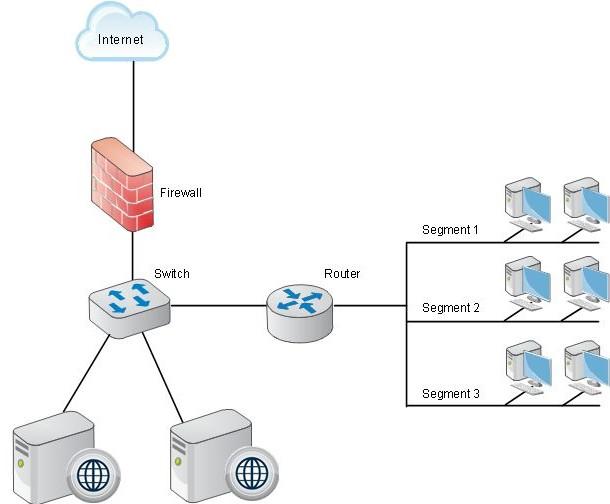 Internet
Firewall
Switch
Router
Segment 1
Segment 2
Segment 3